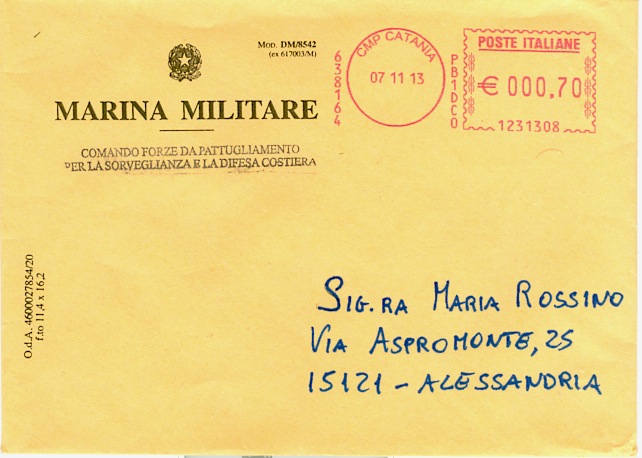 Mod. DM/8542
(ex 617003/M)
MARINA MILITARE
COMANDO FORZE DA PATTUGLIAMENTO
PER LA SORVEGLIANZA E LA DIFESA COSTIERA
638164
CMP CATANIA
07 11 13
PB1DCO
POSTE ITALIANE
€ 000,70
1231308
O.d.A. 4600027854/20
f.to 11,4 x 16,2
SIG.RA MARIA ROSSINO
VIA ASPROMONTE, 25
15121 - ALESSANDRIA